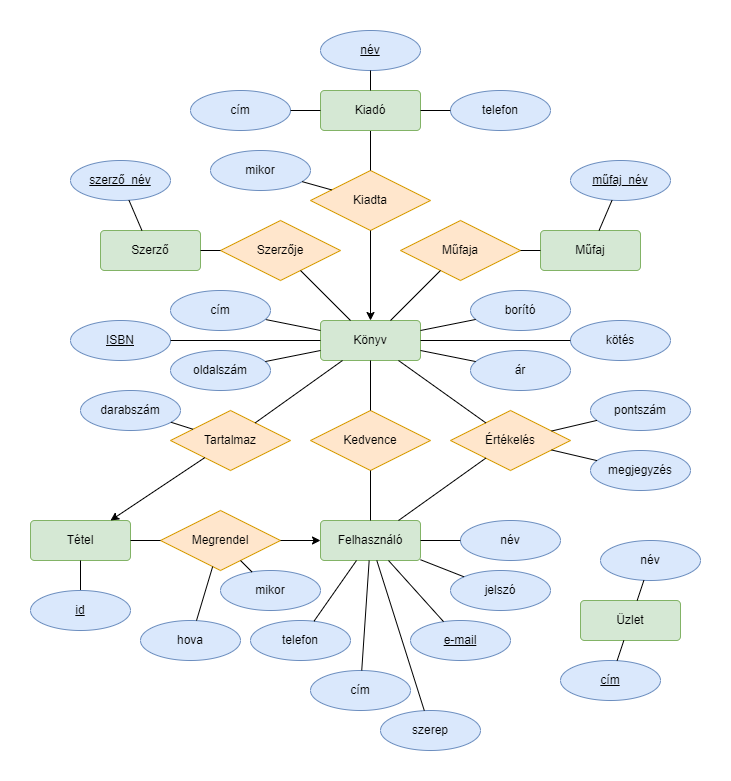 név
cím
Kiadó
telefon
mikor
Kiadta
szerző_név
műfaj_név
Szerző
Szerzője
Műfaja
Műfaj
cím
borító
ISBN
Könyv
kötés
oldalszám
ár
darabszám
pontszám
Tartalmaz
Kedvence
Értékelés
megjegyzés
Tétel
Megrendel
Felhasználó
név
név
mikor
jelszó
id
Üzlet
hova
telefon
e-mail
cím
cím
szerep